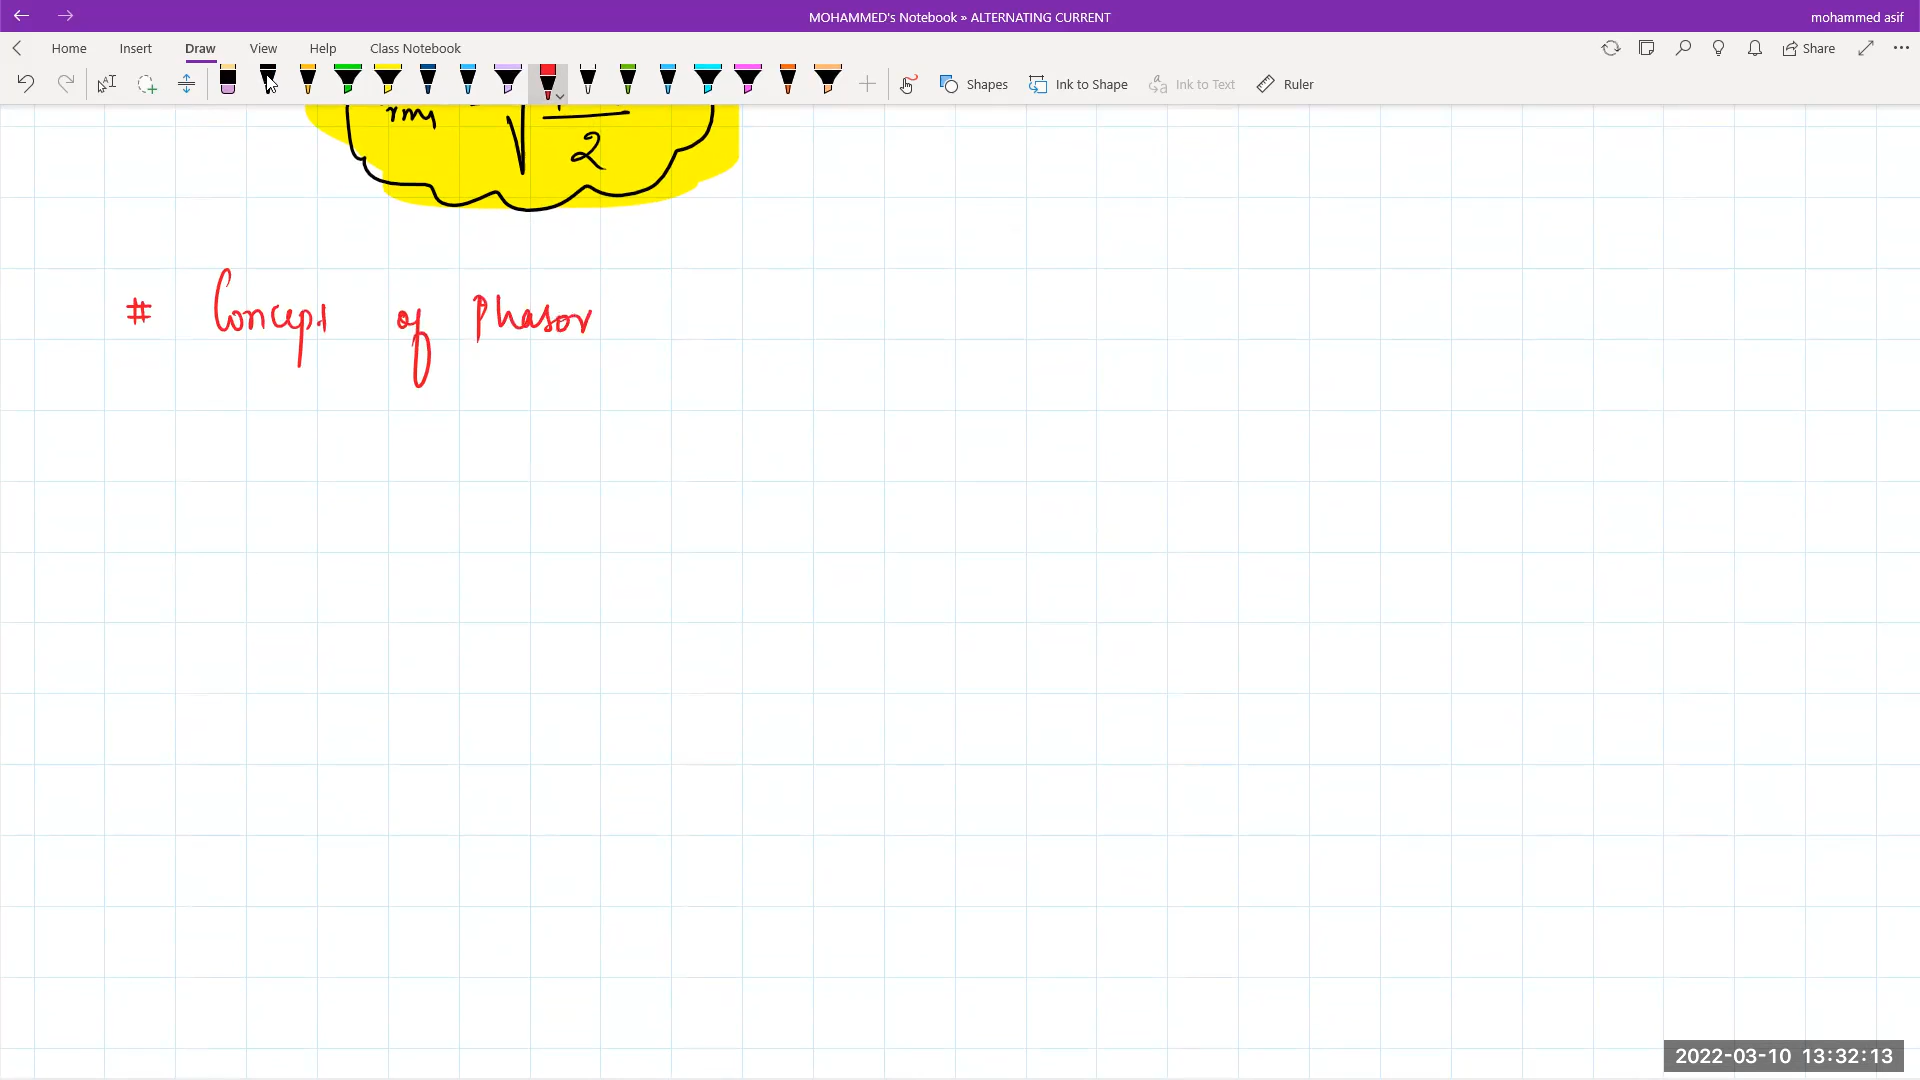 MOHAMMED's Notebook » ALTERNATING CURRENT
mohammed asif
Home Insert Draw View Help Class Notebook
Share
Shapes Ink to Shape Ink to Text Ruler
2
# Concept of Phasor
2022-03-10 13:32:13